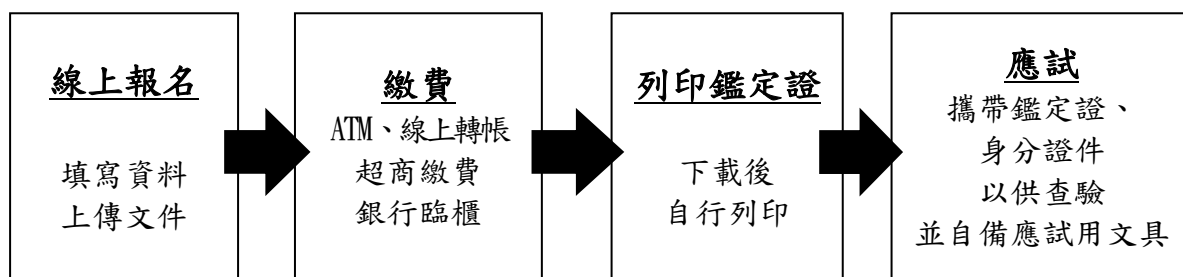 線上報名
填寫資料
上傳文件
繳費
ATM、線上轉帳
超商繳費
銀行臨櫃
列印鑑定證
下載後
自行列印
應試
攜帶鑑定證、
身分證件
以供查驗
並自備應試用文具